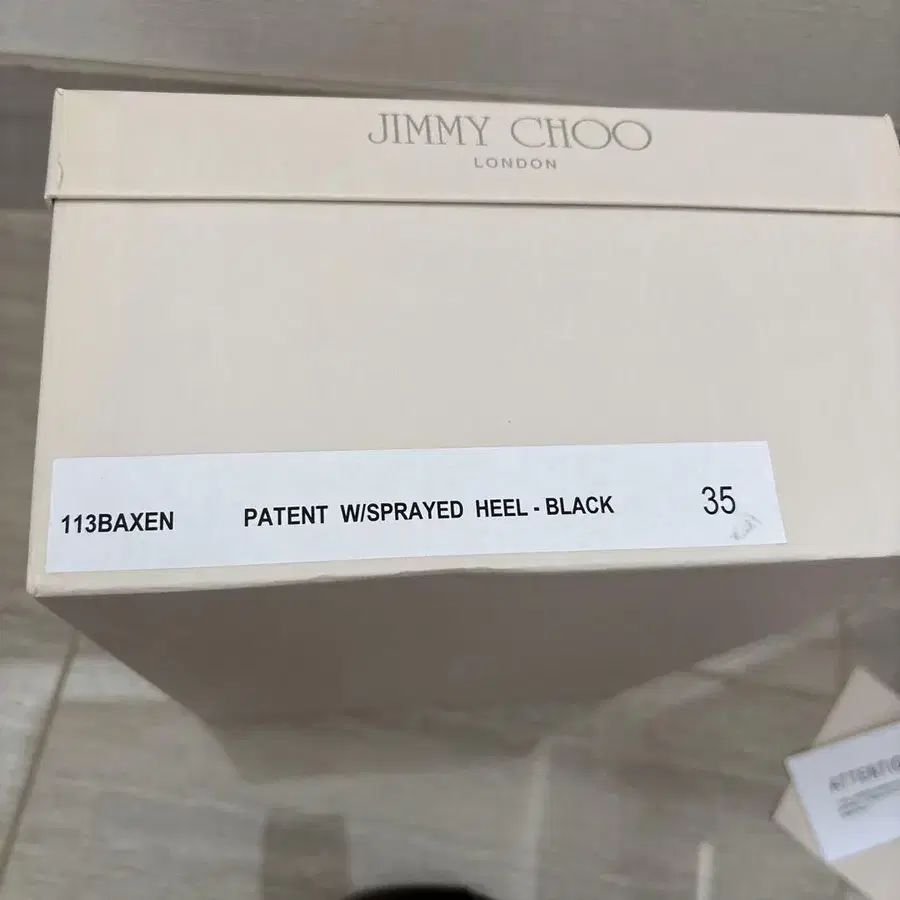 JIMMY CHOO
LONDON
113BAXEN PATENT W/SPRAYED HEEL - BLACK 35